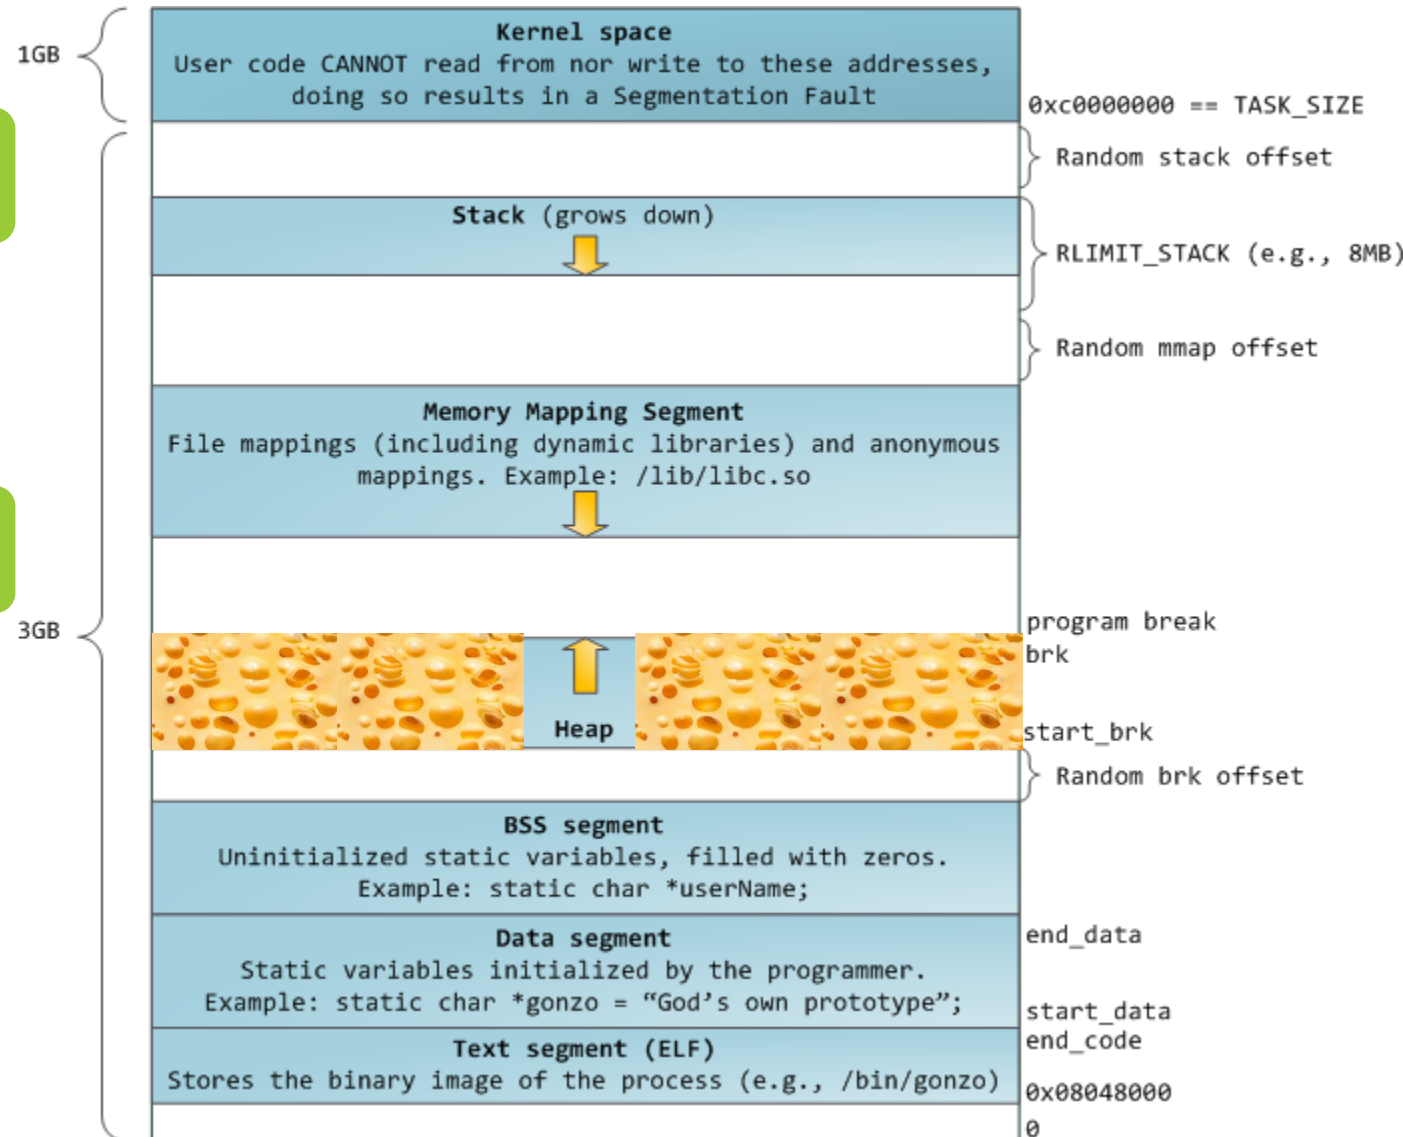 Kernel space
1GB
User code CANNOT read from nor write to these addresses,
doing so results in a Segmentation Fault
0xc0000000 == TASK_SIZE
Random stack offset
Stack (grows down)
RLIMIT_STACK (e.g., 8MB)
Random mmap offset
Memory Mapping Segment
File mappings (including dynamic libraries) and anonymous
mappings. Example: /lib/libc.so
3GB
program break
brk
Heap
start_brk
Random brk offset
BSS segment
Uninitialized static variables, filled with zeros.
Example: static char *userName;
Data segment
end_data
Static variables initialized by the programmer.
Example: static char *gonzo = “God’s own prototype”;
start_data
end_code
Text segment (ELF)
Stores the binary image of the process (e.g., /bin/gonzo)
0x08048000
0